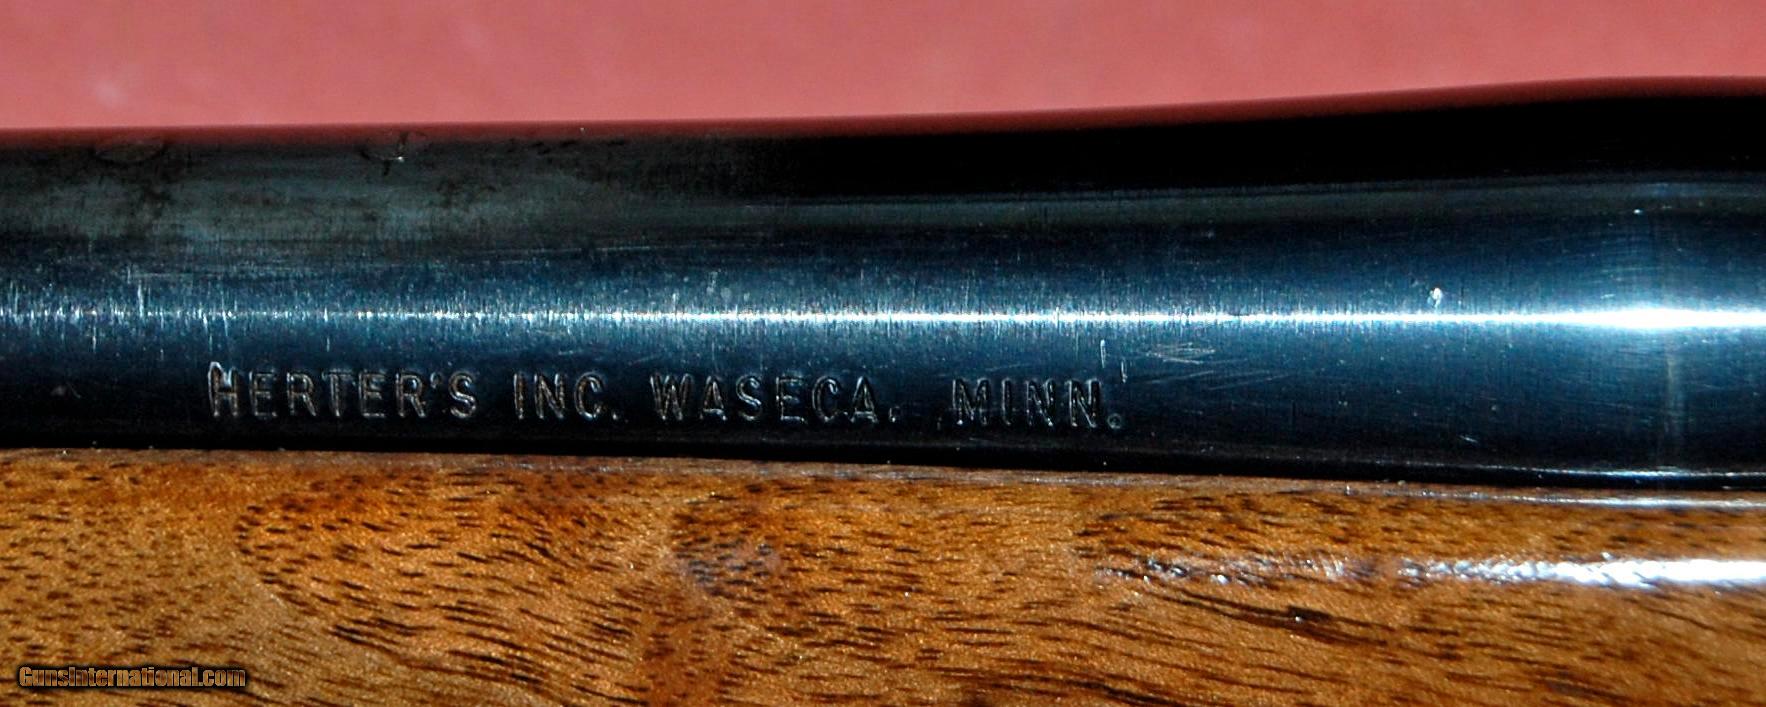 HERTER'S INC. WASECA, MINN.
GunsInternational.com